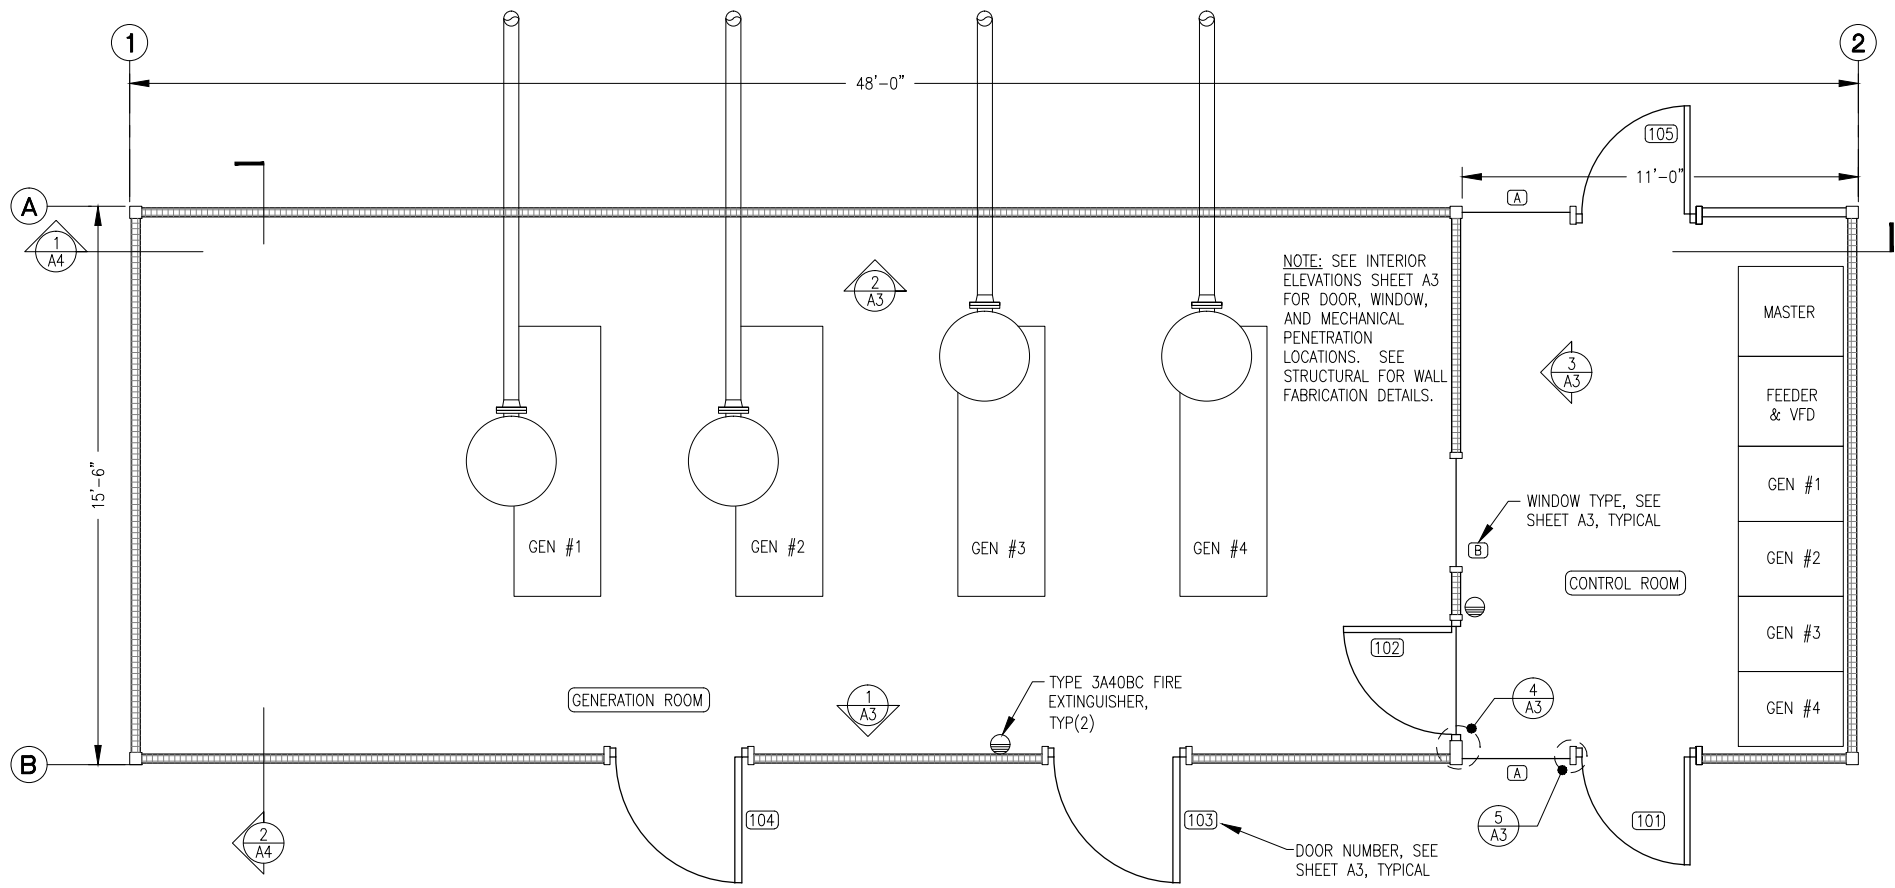 1
2
48'-0"
105
11'-0"
A
A
1
A4
2
A3
NOTE: SEE INTERIOR
ELEVATIONS SHEET A3
FOR DOOR, WINDOW,
AND MECHANICAL
PENETRATION
LOCATIONS. SEE
STRUCTURAL FOR WALL
FABRICATION DETAILS.
MASTER
3
A3
FEEDER
& VFD
15'-6"
GEN #1
WINDOW TYPE, SEE
SHEET A3, TYPICAL
B
GEN #1
GEN #2
GEN #3
GEN #4
GEN #2
CONTROL ROOM
GEN #3
102
GENERATION ROOM
1
A3
TYPE 3A40BC FIRE
EXTINGUISHER,
TYP(2)
4
A3
GEN #4
B
A
2
A4
104
103
5
A3
101
DOOR NUMBER, SEE
SHEET A3, TYPICAL